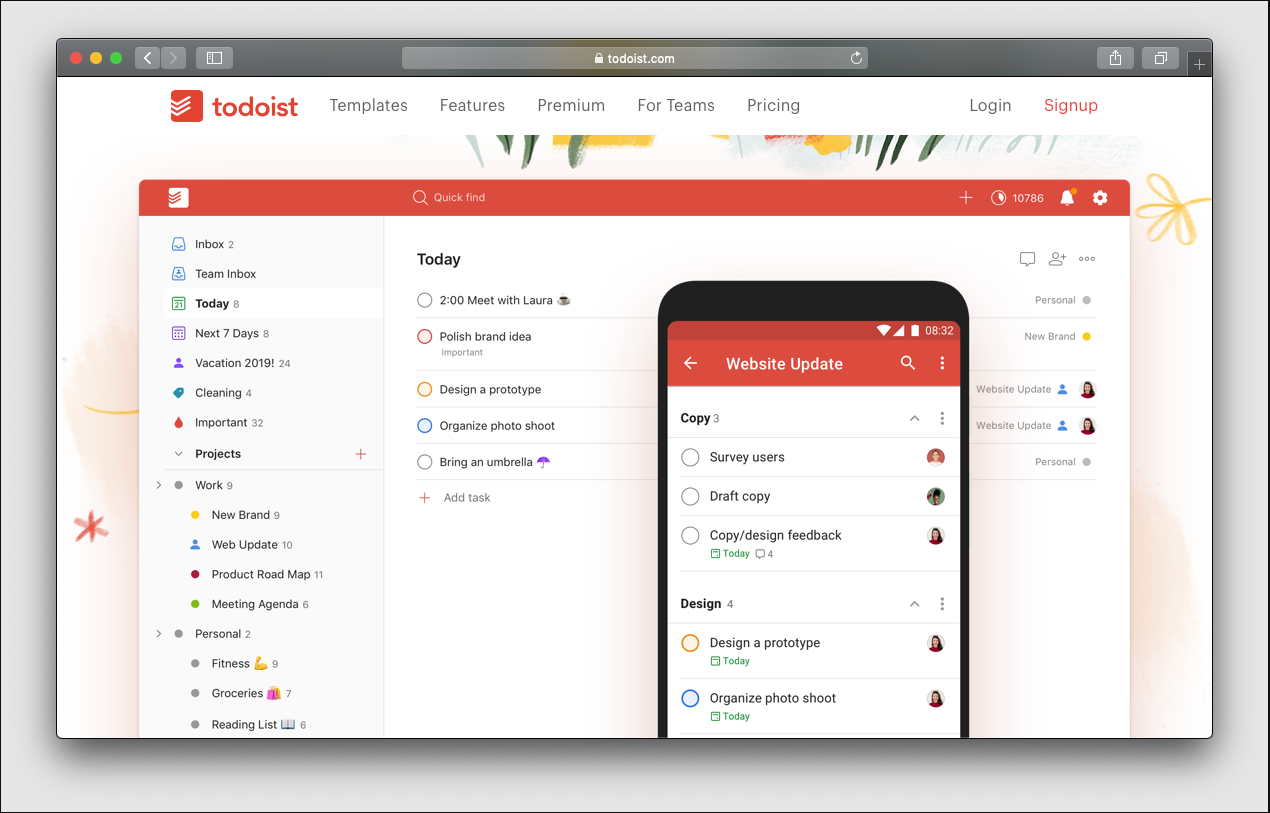 todoist.com
todoist Templates Features Premium For Teams Pricing Login Signup
Quick find 10786
Inbox 2
Team Inbox
21 Today 8
Next 7 Days 8
Vacation 2019! 24
Cleaning 4
Important 32
Projects
Work 9
New Brand 9
Web Update 10
Product Road Map 11
Meeting Agenda 6
Personal 2
Fitness 💪 9
Groceries 🛍️ 7
Reading List 📖 6
Today
2:00 Meet with Laura ☕ Personal
Polish brand idea New Brand
Important
Design a prototype Website Update
Organize photo shoot Website Update
Bring an umbrella ☂️ Personal
Add task
08:32
Website Update
Copy 3
Survey users
Draft copy
Copy/design feedback
Today 4
Design 4
Design a prototype
Today
Organize photo shoot
Today